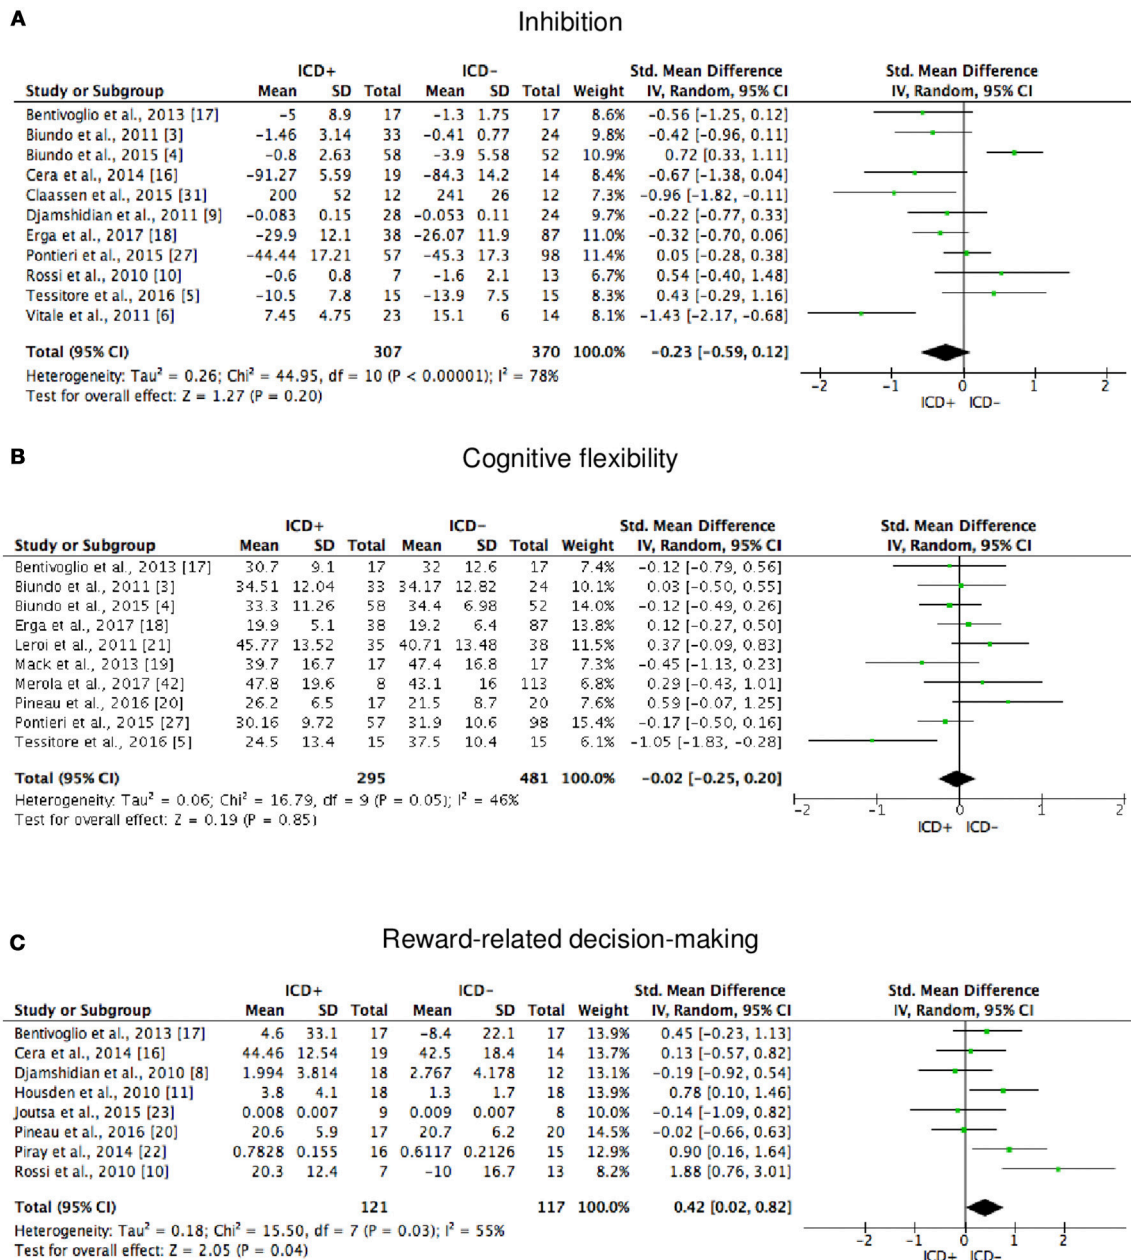 A
Inhibition
ICD+ ICD− Std. Mean Difference Std. Mean Difference
Study or Subgroup Mean SD Total Mean SD Total Weight IV, Random, 95% CI IV, Random, 95% CI
Bentivoglio et al., 2013 [17] −5 8.9 17 −1.3 1.75 17 8.6% −0.56 [−1.25, 0.12]
Biundo et al., 2011 [3] −1.46 3.14 33 −0.41 0.77 24 9.8% −0.42 [−0.96, 0.11]
Biundo et al., 2015 [4] −0.8 2.63 58 −3.9 5.58 52 10.9% 0.72 [0.33, 1.11]
Cera et al., 2014 [16] −91.27 5.59 19 −84.3 14.2 14 8.4% −0.67 [−1.38, 0.04]
Claassen et al., 2015 [31] 200 52 12 241 26 12 7.3% −0.96 [−1.82, −0.11]
Djamshidian et al., 2011 [9] −0.083 0.15 28 −0.053 0.11 24 9.7% −0.22 [−0.77, 0.33]
Erga et al., 2017 [18] −29.9 12.1 38 −26.07 11.9 87 11.0% −0.32 [−0.70, 0.06]
Pontieri et al., 2015 [27] −44.44 17.21 57 −45.3 17.3 98 11.4% 0.05 [−0.28, 0.38]
Rossi et al., 2010 [10] −0.6 0.8 7 −1.6 2.1 13 6.7% 0.54 [−0.40, 1.48]
Tessitore et al., 2016 [5] −10.5 7.8 15 −13.9 7.5 15 8.3% 0.43 [−0.29, 1.16]
Vitale et al., 2011 [6] 7.45 4.75 23 15.1 6 14 8.1% −1.43 [−2.17, −0.68]
Total (95% CI) 307 370 100.0% −0.23 [−0.59, 0.12]
Heterogeneity: Tau² = 0.26; Chi² = 44.95, df = 10 (P < 0.00001); I² = 78%
Test for overall effect: Z = 1.27 (P = 0.20)
−2 −1 0 1 2
ICD+ ICD−
B
Cognitive flexibility
ICD+ ICD− Std. Mean Difference Std. Mean Difference
Study or Subgroup Mean SD Total Mean SD Total Weight IV, Random, 95% CI IV, Random, 95% CI
Bentivoglio et al., 2013 [17] 30.7 9.1 17 32 12.6 17 7.4% −0.12 [−0.79, 0.56]
Biundo et al., 2011 [3] 34.51 12.04 33 34.17 12.82 24 10.1% 0.03 [−0.50, 0.55]
Biundo et al., 2015 [4] 33.3 11.26 58 34.4 6.98 52 14.0% −0.12 [−0.49, 0.26]
Erga et al., 2017 [18] 19.9 5.1 38 19.2 6.4 87 13.8% 0.12 [−0.27, 0.50]
Leroi et al., 2011 [21] 45.77 13.52 35 40.71 13.48 38 11.5% 0.37 [−0.09, 0.83]
Mack et al., 2013 [19] 39.7 16.7 17 47.4 16.8 17 7.3% −0.45 [−1.13, 0.23]
Merola et al., 2017 [42] 47.8 19.6 8 43.1 16 113 6.8% 0.29 [−0.43, 1.01]
Pineau et al., 2016 [20] 26.2 6.5 17 21.5 8.7 20 7.6% 0.59 [−0.07, 1.25]
Pontieri et al., 2015 [27] 30.16 9.72 57 31.9 10.6 98 15.4% −0.17 [−0.50, 0.16]
Tessitore et al., 2016 [5] 24.5 13.4 15 37.5 10.4 15 6.1% −1.05 [−1.83, −0.28]
Total (95% CI) 295 481 100.0% −0.02 [−0.25, 0.20]
Heterogeneity: Tau² = 0.06; Chi² = 16.79, df = 9 (P = 0.05); I² = 46%
Test for overall effect: Z = 0.19 (P = 0.85)
−2 −1 0 1 2
ICD+ ICD−
C
Reward-related decision-making
ICD+ ICD− Std. Mean Difference Std. Mean Difference
Study or Subgroup Mean SD Total Mean SD Total Weight IV, Random, 95% CI IV, Random, 95% CI
Bentivoglio et al., 2013 [17] 4.6 33.1 17 −8.4 22.1 17 13.9% 0.45 [−0.23, 1.13]
Cera et al., 2014 [16] 44.46 12.54 19 42.5 18.4 14 13.7% 0.13 [−0.57, 0.82]
Djamshidian et al., 2010 [8] 1.994 3.814 18 2.767 4.178 12 13.1% −0.19 [−0.92, 0.54]
Housden et al., 2010 [11] 3.8 4.1 18 1.3 1.7 18 13.9% 0.78 [0.10, 1.46]
Joutsa et al., 2015 [23] 0.008 0.007 9 0.009 0.007 8 10.0% −0.14 [−1.09, 0.82]
Pineau et al., 2016 [20] 20.6 5.9 17 20.7 6.2 20 14.5% −0.02 [−0.66, 0.63]
Piray et al., 2014 [22] 0.7828 0.155 16 0.6117 0.2126 15 12.9% 0.90 [0.16, 1.64]
Rossi et al., 2010 [10] 20.3 12.4 7 −10 16.7 13 8.2% 1.88 [0.76, 3.01]
Total (95% CI) 121 117 100.0% 0.42 [0.02, 0.82]
Heterogeneity: Tau² = 0.18; Chi² = 15.50, df = 7 (P = 0.03); I² = 55%
Test for overall effect: Z = 2.05 (P = 0.04)
−2 −1 0 1 2
ICD+ ICD−